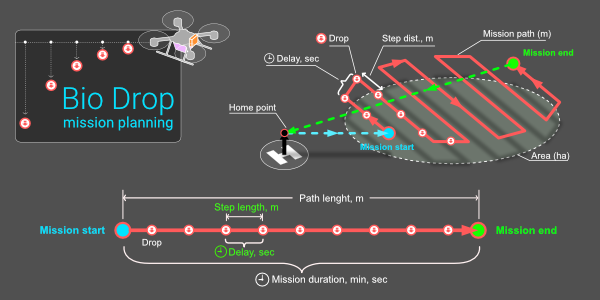 Bio Drop
mission planning
Drop
Step dist., m
Mission path (m)
Delay, sec
Mission end
Home point
Mission start
Area (ha)
H
Path lenght, m
Step length, m
Mission start
Mission end
Drop
Delay, sec
Mission duration, min, sec